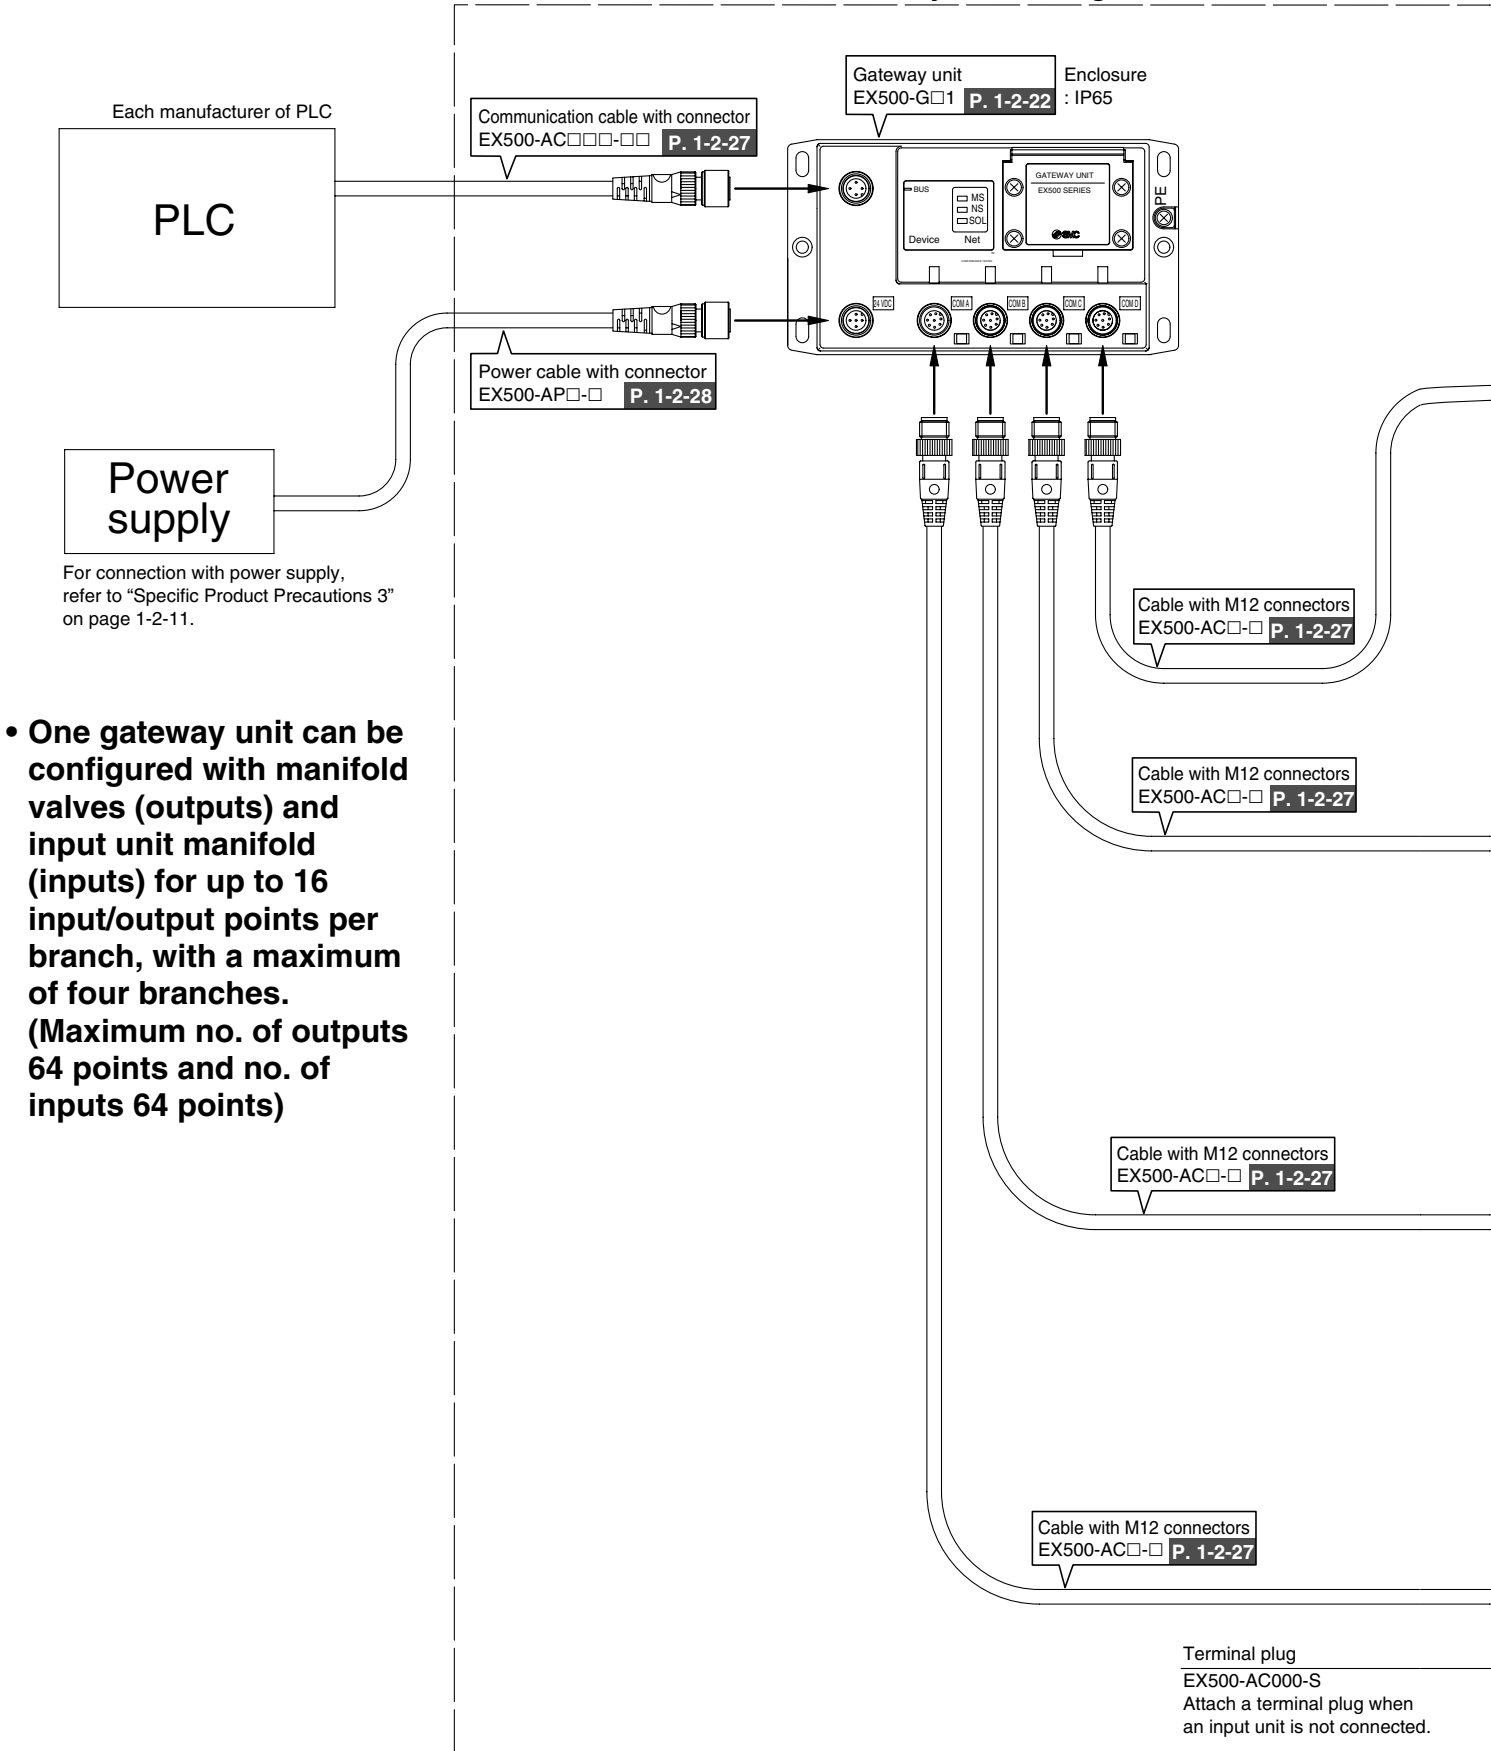 Each manufacturer of PLC
PLC
Communication cable with connector
EX500-AC□□□-□□ P. 1-2-27
Gateway unit
EX500-G□1 P. 1-2-22
Enclosure
: IP65
BUS
MS
NS
SOL
Device Net
GATEWAY UNIT
EX500 SERIES
SMC
PE
24 VDC
COM A
COM B
COM C
COM D
Power cable with connector
EX500-AP□-□ P. 1-2-28
Power
supply
For connection with power supply,
refer to “Specific Product Precautions 3”
on page 1-2-11.
Cable with M12 connectors
EX500-AC□-□ P. 1-2-27
• One gateway unit can be
configured with manifold
valves (outputs) and
input unit manifold
(inputs) for up to 16
input/output points per
branch, with a maximum
of four branches.
(Maximum no. of outputs
64 points and no. of
inputs 64 points)
Cable with M12 connectors
EX500-AC□-□ P. 1-2-27
Cable with M12 connectors
EX500-AC□-□ P. 1-2-27
Cable with M12 connectors
EX500-AC□-□ P. 1-2-27
Terminal plug
EX500-AC000-S
Attach a terminal plug when
an input unit is not connected.